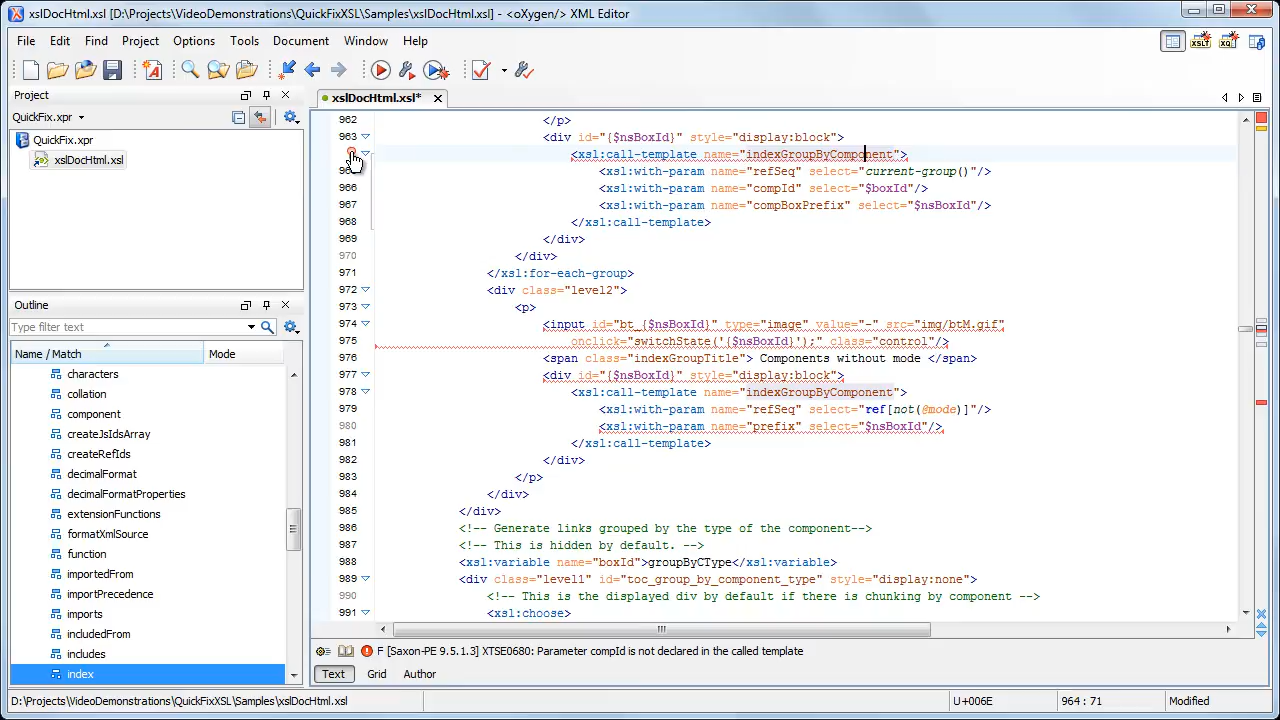 xslDocHtml.xsl [D:\Projects\VideoDemonstrations\QuickFixXSL\Samples\xslDocHtml.xsl] - <oXygen/> XML Editor
File Edit Find Project Options Tools Document Window Help
Project
xslDocHtml.xsl*
QuickFix.xpr
QuickFix.xpr
xslDocHtml.xsl
962 </p>
963 <div id="{$nsBoxId}" style="display:block">
<xsl:call-template name="indexGroupByComponent">
<xsl:with-param name="refSeq" select="current-group()"/>
966 <xsl:with-param name="compId" select="$boxId"/>
967 <xsl:with-param name="compBoxPrefix" select="$nsBoxId"/>
968 </xsl:call-template>
969 </div>
970 </div>
971 </xsl:for-each-group>
972 <div class="level2">
973 <p>
974 <input id="bt_{$nsBoxId}" type="image" value="-" src="img/btM.gif"
975 onclick="switchState('{$nsBoxId}');" class="control"/>
976 <span class="indexGroupTitle"> Components without mode </span>
977 <div id="{$nsBoxId}" style="display:block">
978 <xsl:call-template name="indexGroupByComponent">
979 <xsl:with-param name="refSeq" select="ref[not(@mode)]"/>
980 <xsl:with-param name="prefix" select="$nsBoxId"/>
981 </xsl:call-template>
982 </div>
983 </p>
984 </div>
985 </div>
986 <!-- Generate links grouped by the type of the component-->
987 <!-- This is hidden by default. -->
988 <xsl:variable name="boxId">groupByCType</xsl:variable>
989 <div class="level1" id="toc_group_by_component_type" style="display:none">
990 <!-- This is the displayed div by default if there is chunking by component -->
991 <xsl:choose>
Outline
Type filter text
Name / Match Mode
characters
collation
component
createJsIdsArray
createRefIds
decimalFormat
decimalFormatProperties
extensionFunctions
formatXmlSource
function
importedFrom
importPrecedence
imports
includedFrom
includes
index
F [Saxon-PE 9.5.1.3] XTSE0680: Parameter compId is not declared in the called template
Text Grid Author
D:\Projects\VideoDemonstrations\QuickFixXSL\Samples\xslDocHtml.xsl U+006E 964 : 71 Modified